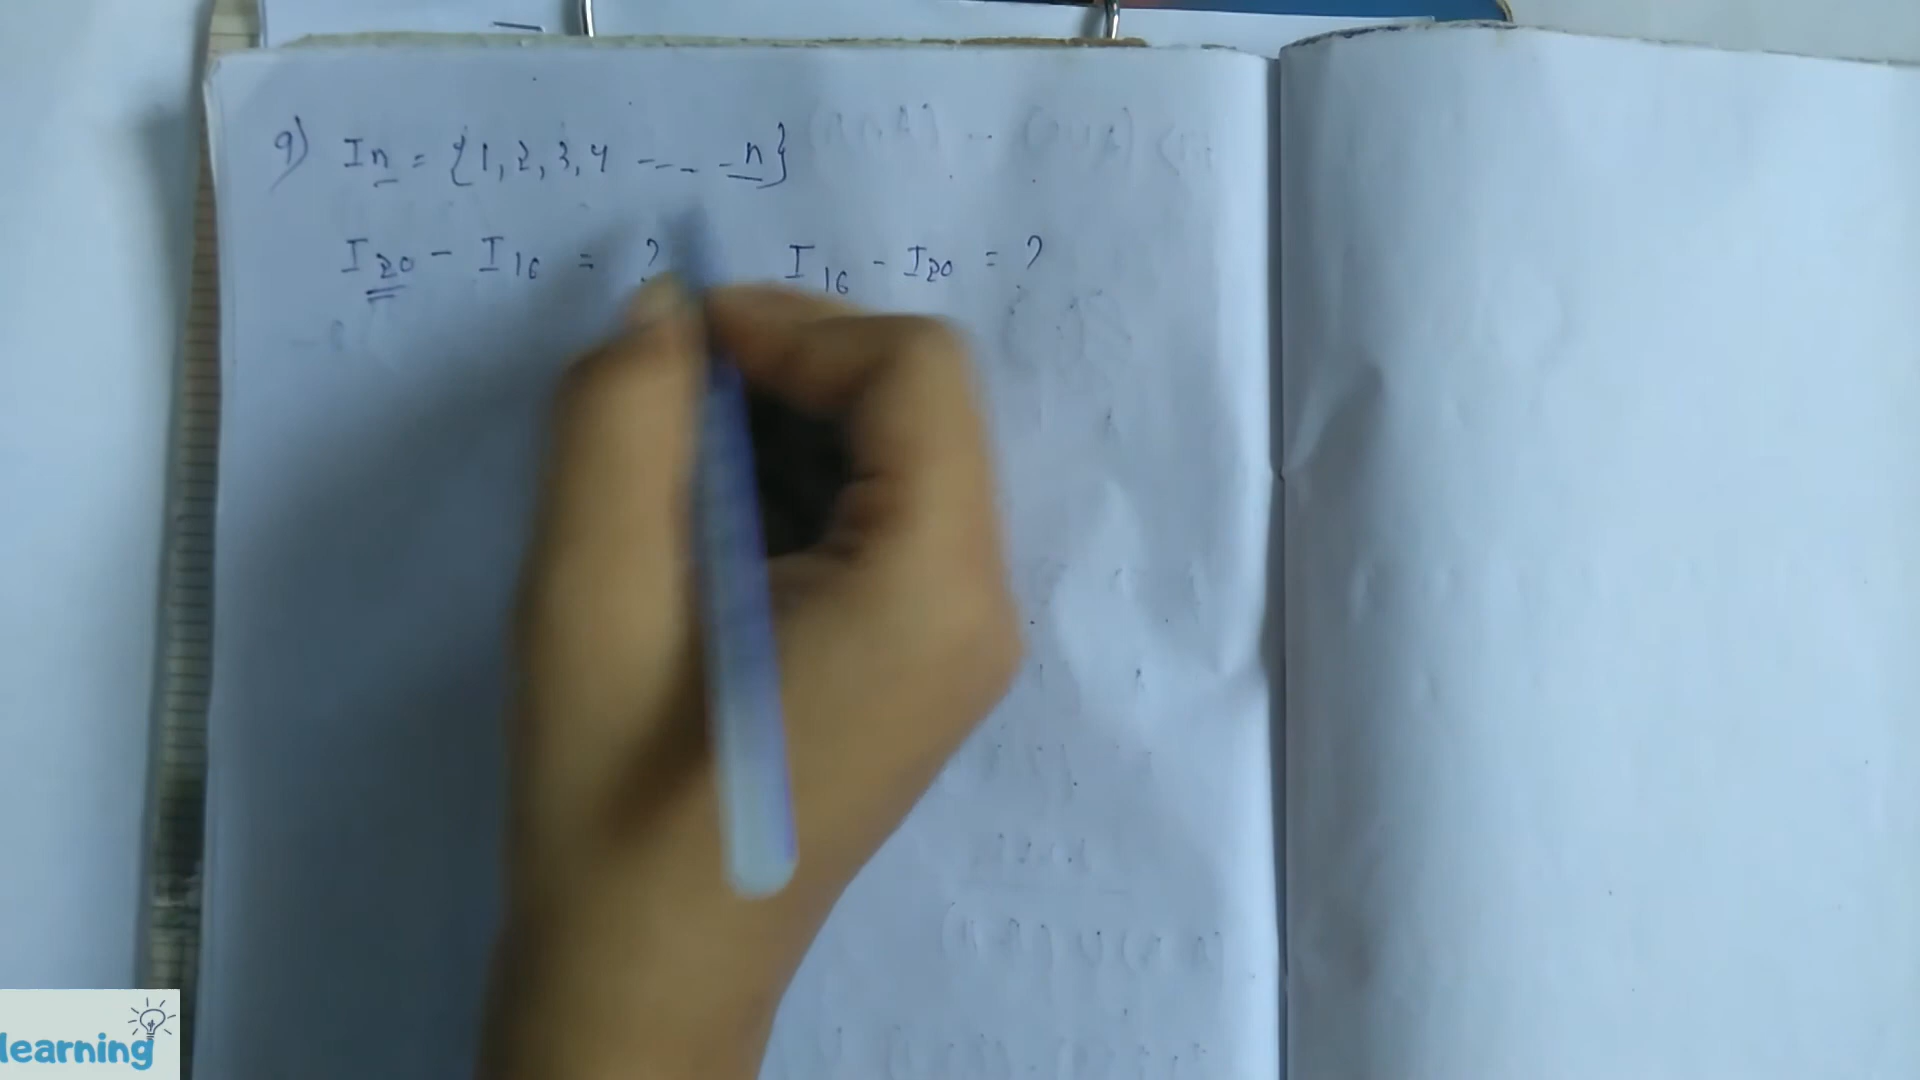 9) In = {1, 2, 3, 4 ---- - n}
I20 - I16 = ? I16 - I20 = ?
learning